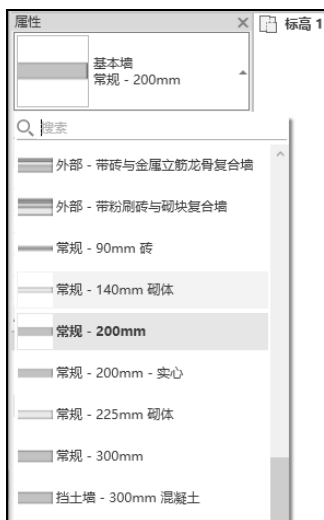 属性
标高 1
基本墙
常规 - 200mm
搜索
外部 - 带砖与金属立筋龙骨复合墙
外部 - 带粉刷砖与砌块复合墙
常规 - 90mm 砖
常规 - 140mm 砌体
常规 - 200mm
常规 - 200mm - 实心
常规 - 225mm 砌体
常规 - 300mm
挡土墙 - 300mm 混凝土